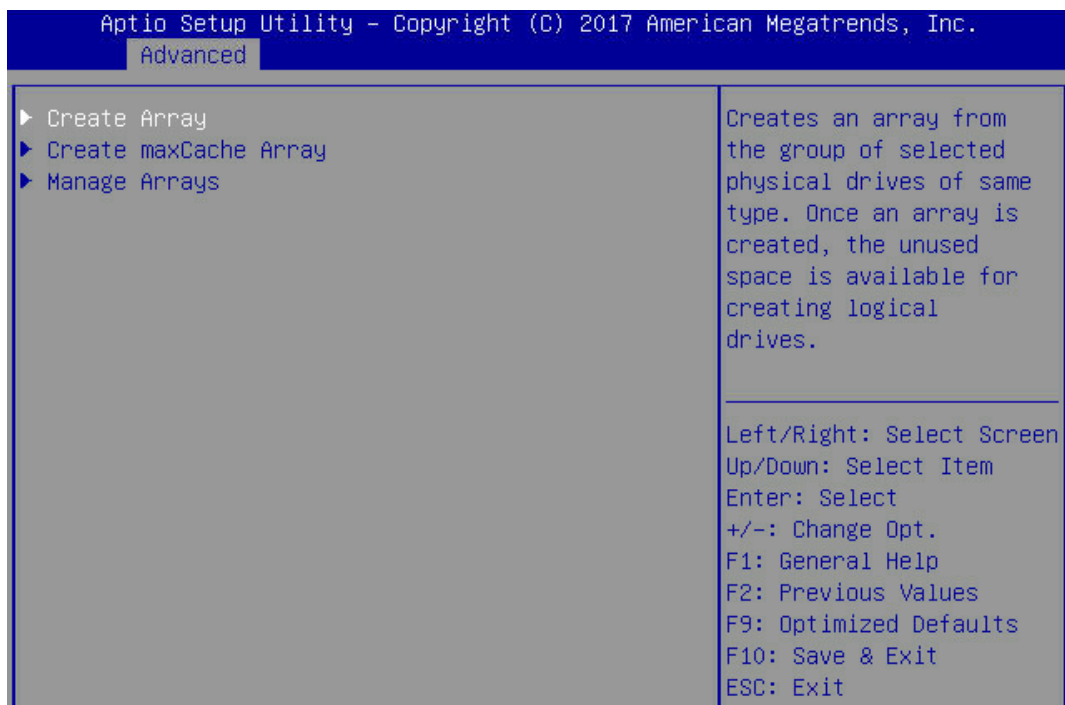 Aptio Setup Utility – Copyright (C) 2017 American Megatrends, Inc.
Advanced
Create Array
Create maxCache Array
Manage Arrays
Creates an array from
the group of selected
physical drives of same
type. Once an array is
created, the unused
space is available for
creating logical
drives.
Left/Right: Select Screen
Up/Down: Select Item
Enter: Select
+/-: Change Opt.
F1: General Help
F2: Previous Values
F9: Optimized Defaults
F10: Save & Exit
ESC: Exit